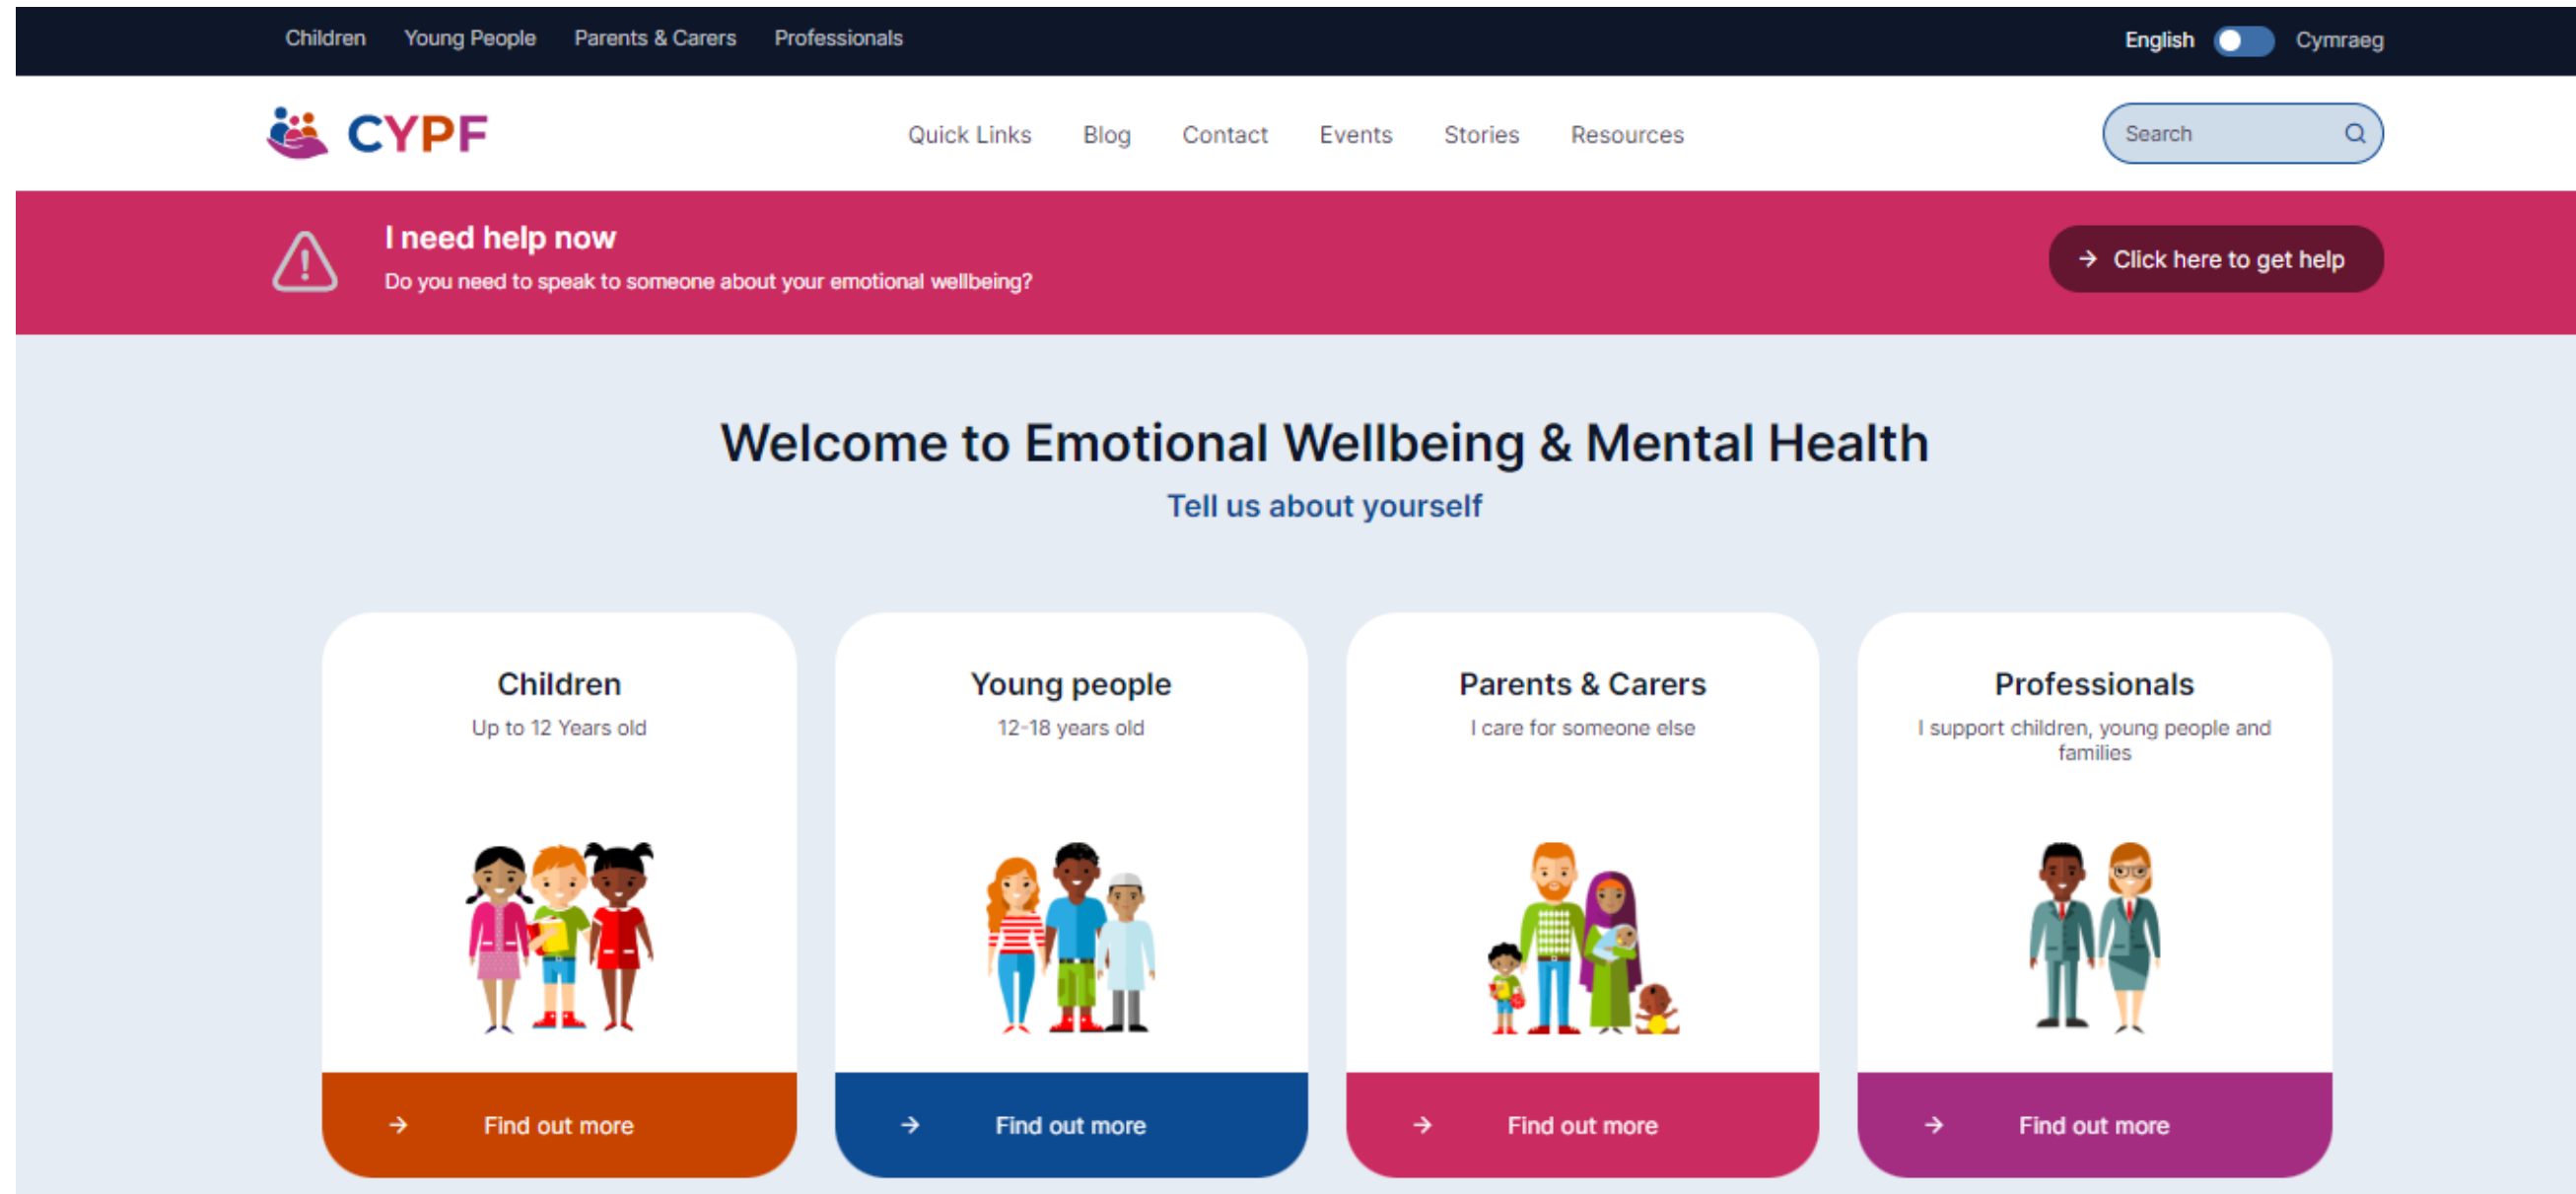 Children Young People Parents & Carers Professionals English Cymraeg
CYPF Quick Links Blog Contact Events Stories Resources Search
I need help now
Do you need to speak to someone about your emotional wellbeing?
Click here to get help
Welcome to Emotional Wellbeing & Mental Health
Tell us about yourself
Children
Up to 12 Years old
Find out more
Young people
12-18 years old
Find out more
Parents & Carers
I care for someone else
Find out more
Professionals
I support children, young people and
families
Find out more